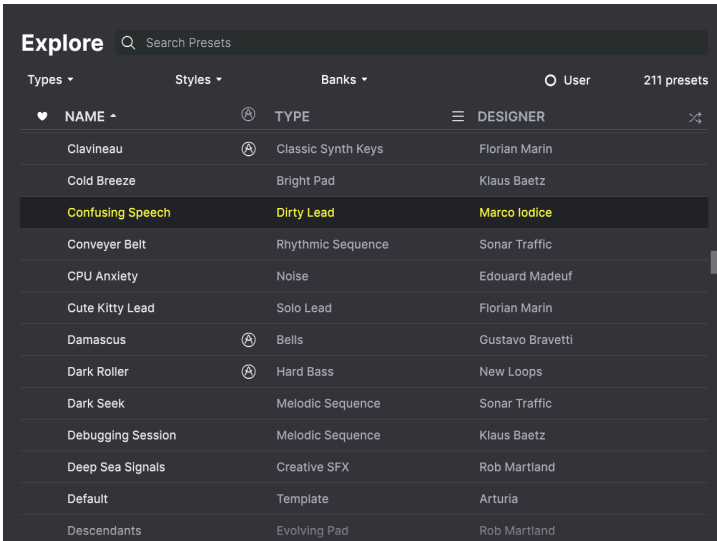 Explore Search Presets
Types Styles Banks User 211 presets
NAME TYPE DESIGNER
Clavineau Classic Synth Keys Florian Marin
Cold Breeze Bright Pad Klaus Baetz
Confusing Speech Dirty Lead Marco Iodice
Conveyer Belt Rhythmic Sequence Sonar Traffic
CPU Anxiety Noise Edouard Madeuf
Cute Kitty Lead Solo Lead Florian Marin
Damascus Bells Gustavo Bravetti
Dark Roller Hard Bass New Loops
Dark Seek Melodic Sequence Sonar Traffic
Debugging Session Melodic Sequence Klaus Baetz
Deep Sea Signals Creative SFX Rob Martland
Default Template Arturia
Descendants Evolving Pad Rob Martland